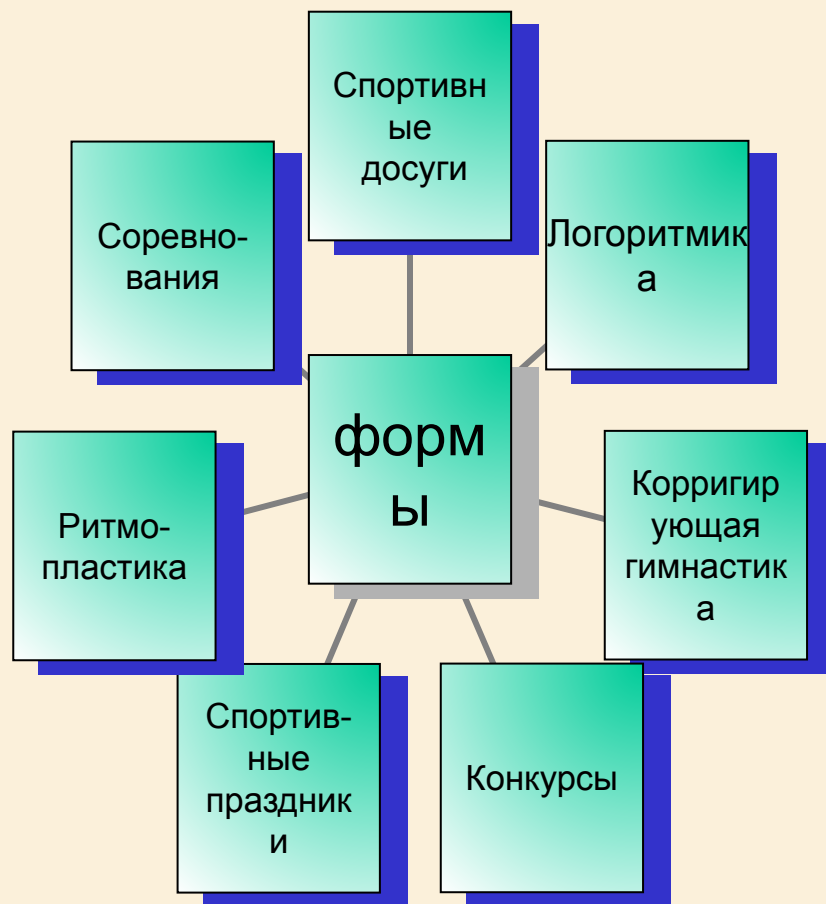 Спортивн
ые
досуги
Логоритмик
а
Соревно-
вания
форм
ы
Корригир
ующая
гимнастик
а
Ритмо-
пластика
Спортив-
ные
праздник
и
Конкурсы